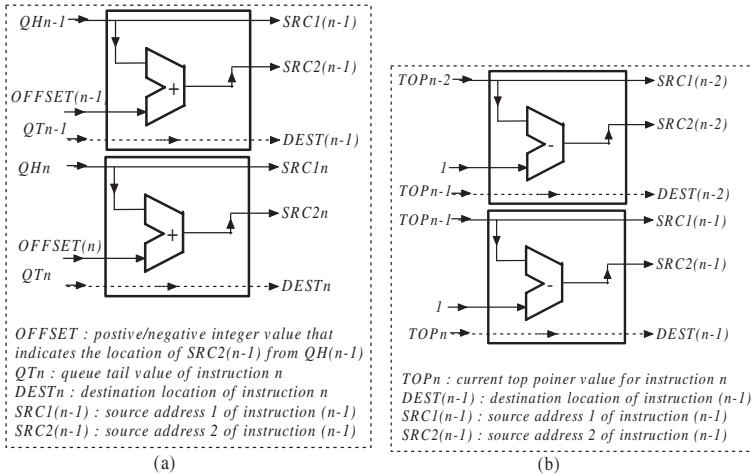 QHn-1
SRC1(n-1)
+
SRC2(n-1)
OFFSET(n-1)
QTn-1
DEST(n-1)
QHn
SRC1n
+
SRC2n
OFFSET(n)
QTn
DESTn
OFFSET : postive/negative integer value that
indicates the location of SRC2(n-1) from QH(n-1)
QTn : queue tail value of instruction n
DESTn : destination location of instruction n
SRC1(n-1) : source address 1 of instruction (n-1)
SRC2(n-1) : source address 2 of instruction (n-1)
(a)
TOPn-2
SRC1(n-2)
-
SRC2(n-2)
1
TOPn-1
DEST(n-2)
TOPn-1
SRC1(n-1)
-
SRC2(n-1)
1
TOPn
DEST(n-1)
TOPn : current top poiner value for instruction n
DEST(n-1) : destination location of instruction (n-1)
SRC1(n-1) : source address 1 of instruction (n-1)
SRC2(n-1) : source address 2 of instruction (n-1)
(b)